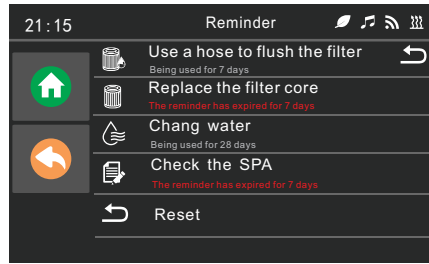 21:15
Reminder
Use a hose to flush the filter
Being used for 7 days
Replace the filter core
The reminder has expired for 7 days
Chang water
Being used for 28 days
Check the SPA
The reminder has expired for 7 days
Reset